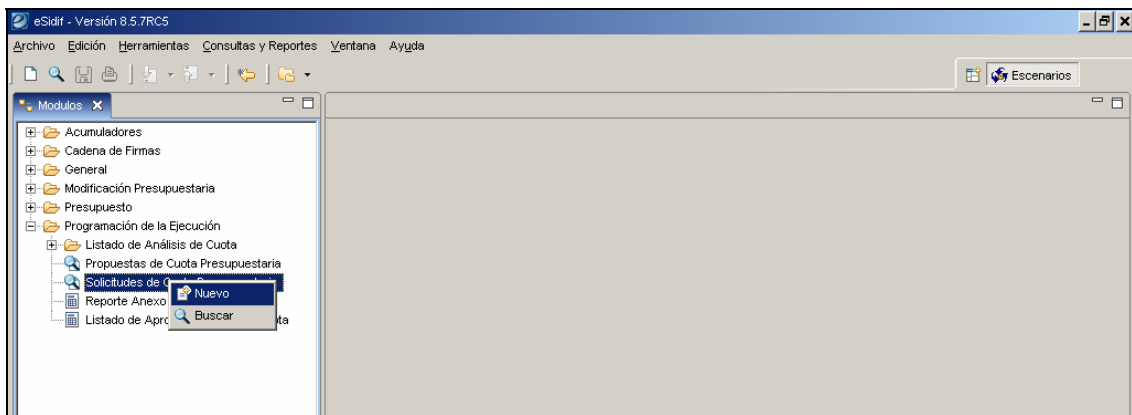 eSidif - Versión 8.5.7RC5
Archivo Edición Herramientas Consultas y Reportes Ventana Ayuda
Escenarios
Modulos
Acumuladores
Cadena de Firmas
General
Modificación Presupuestaria
Presupuesto
Programación de la Ejecución
Listado de Análisis de Cuota
Propuestas de Cuota Presupuestaria
Solicitudes de
Nuevo
Reporte Anexo
Buscar
Listado de